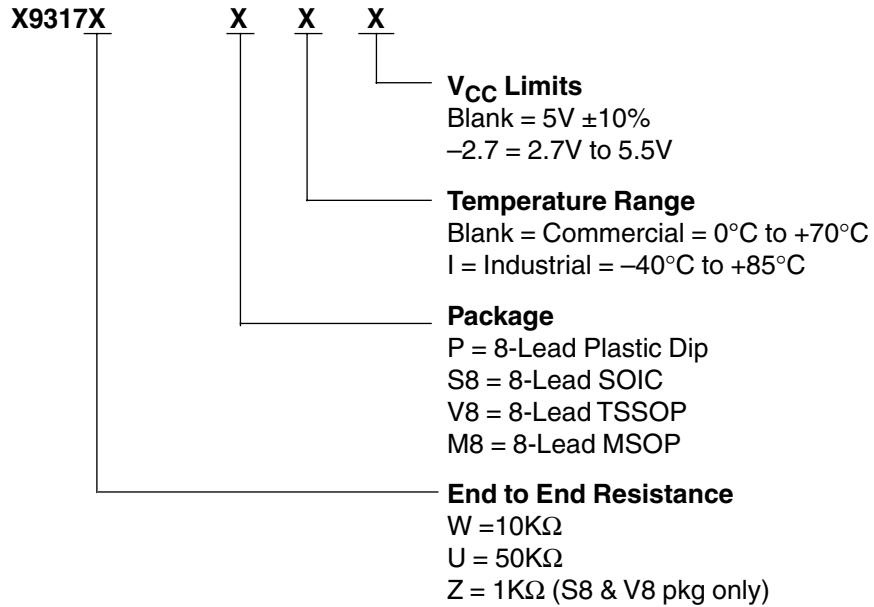 X9317X X X X
V_CC Limits
Blank = 5V ±10%
–2.7 = 2.7V to 5.5V
Temperature Range
Blank = Commercial = 0°C to +70°C
I = Industrial = –40°C to +85°C
Package
P = 8-Lead Plastic Dip
S8 = 8-Lead SOIC
V8 = 8-Lead TSSOP
M8 = 8-Lead MSOP
End to End Resistance
W =10KΩ
U = 50KΩ
Z = 1KΩ (S8 & V8 pkg only)